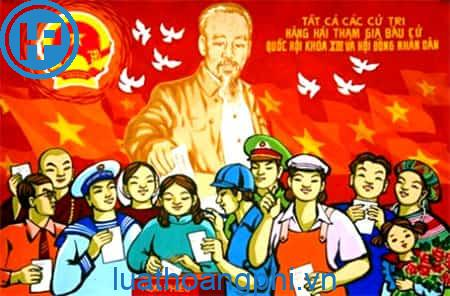 HF
TẤT CẢ CÁC CỬ TRI
HĂNG HÁI THAM GIA BẦU CỬ
QUỐC HỘI KHÓA XIII VÀ HỘI ĐỒNG NHÂN DÂN
luathoangphi.vn